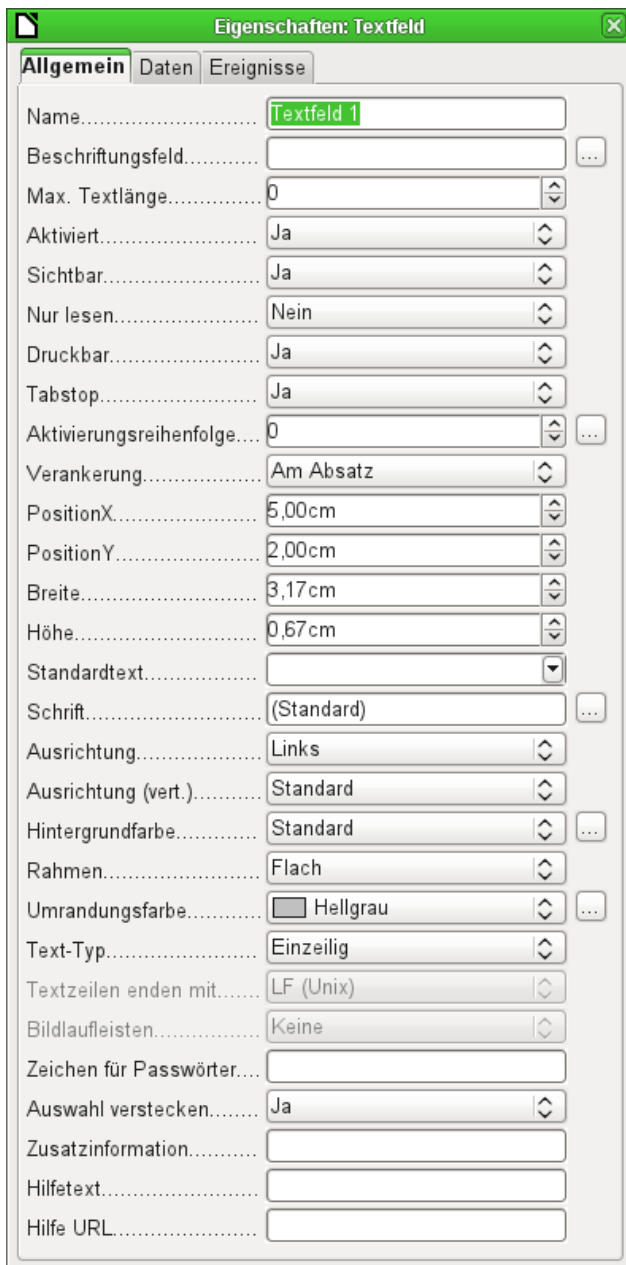 Eigenschaften: Textfeld
Allgemein Daten Ereignisse
Name........................... Textfeld 1
Beschriftungsfeld............ ...
Max. Textlänge............... 0
Aktiviert......................... Ja
Sichtbar........................ Ja
Nur lesen....................... Nein
Druckbar........................ Ja
Tabstop......................... Ja
Aktivierungsreihenfolge.... 0 ...
Verankerung................... Am Absatz
PositionX....................... 5,00cm
PositionY....................... 2,00cm
Breite............................ 3,17cm
Höhe............................. 0,67cm
Standardtext..................
Schrift........................... (Standard) ...
Ausrichtung.................... Links
Ausrichtung (vert.).......... Standard
Hintergrundfarbe............. Standard ...
Rahmen......................... Flach
Umrandungsfarbe............ Hellgrau ...
Text-Typ........................ Einzeilig
Textzeilen enden mit....... LF (Unix)
Bildlaufleisten................. Keine
Zeichen für Passwörter....
Auswahl verstecken........ Ja
Zusatzinformation...........
Hilfetext........................
Hilfe URL.......................